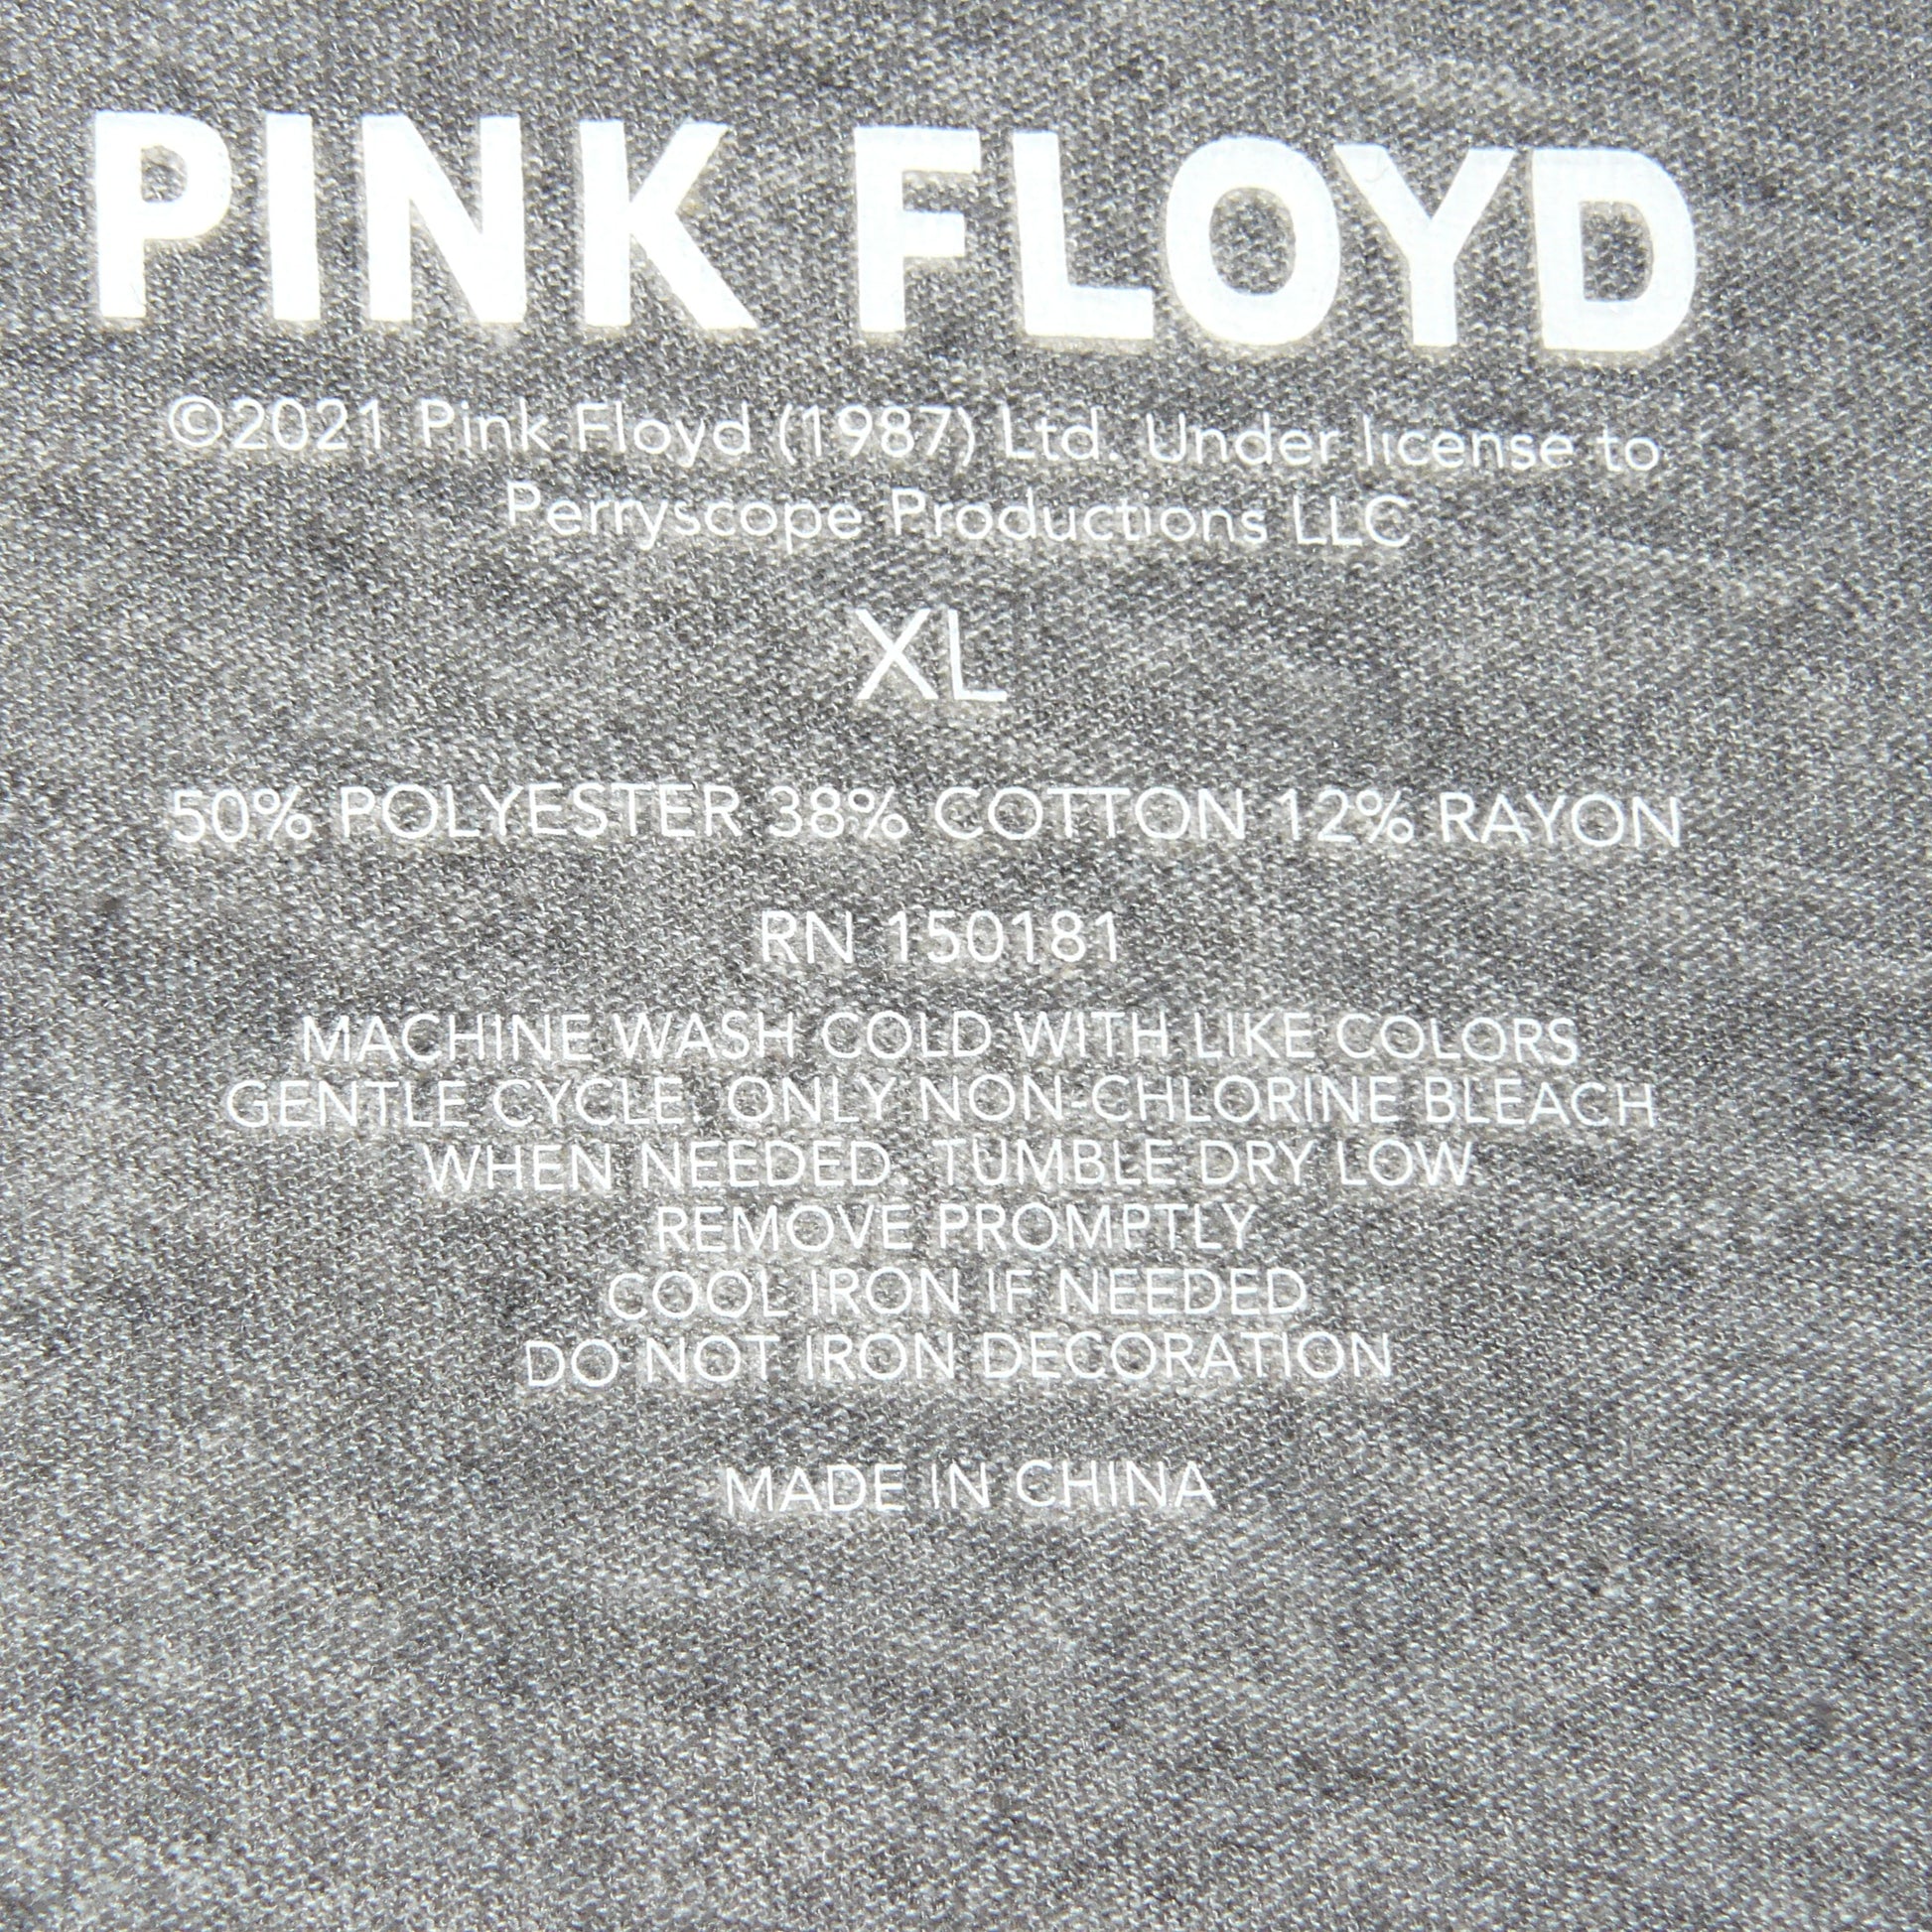 PINK FLOYD
©2021 Pink Floyd (1987) Ltd. Under license to
Perryscope Productions LLC
XL
50% POLYESTER 38% COTTON 12% RAYON
RN 150181
MACHINE WASH COLD WITH LIKE COLORS
GENTLE CYCLE. ONLY NON-CHLORINE BLEACH
WHEN NEEDED. TUMBLE DRY LOW
REMOVE PROMPTLY
COOL IRON IF NEEDED
DO NOT IRON DECORATION
MADE IN CHINA